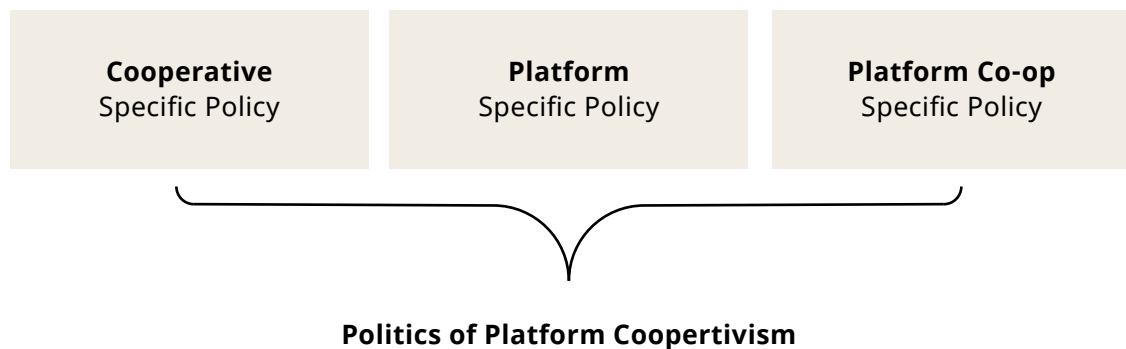 Cooperative
Specific Policy
Platform
Specific Policy
Platform Co-op
Specific Policy
Politics of Platform Coopertivism